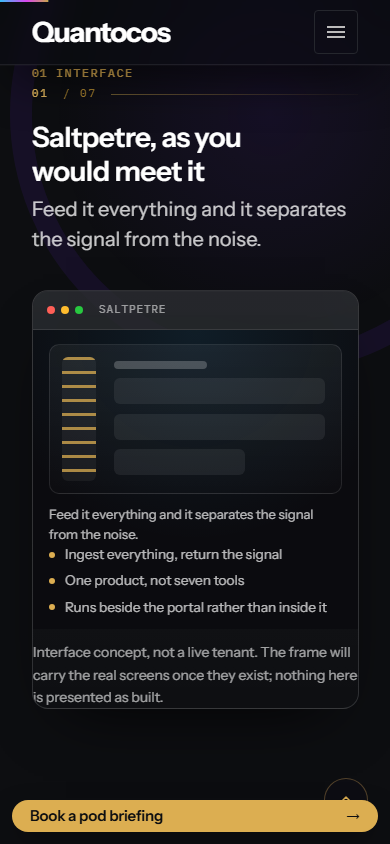 Quantocos
01 INTERFACE
01 / 07
Saltpetre, as you
would meet it
Feed it everything and it separates
the signal from the noise.
SALTPETRE
Feed it everything and it separates the signal
from the noise.
Ingest everything, return the signal
One product, not seven tools
Runs beside the portal rather than inside it
Interface concept, not a live tenant. The frame will
carry the real screens once they exist; nothing here
is presented as built.
Book a pod briefing →